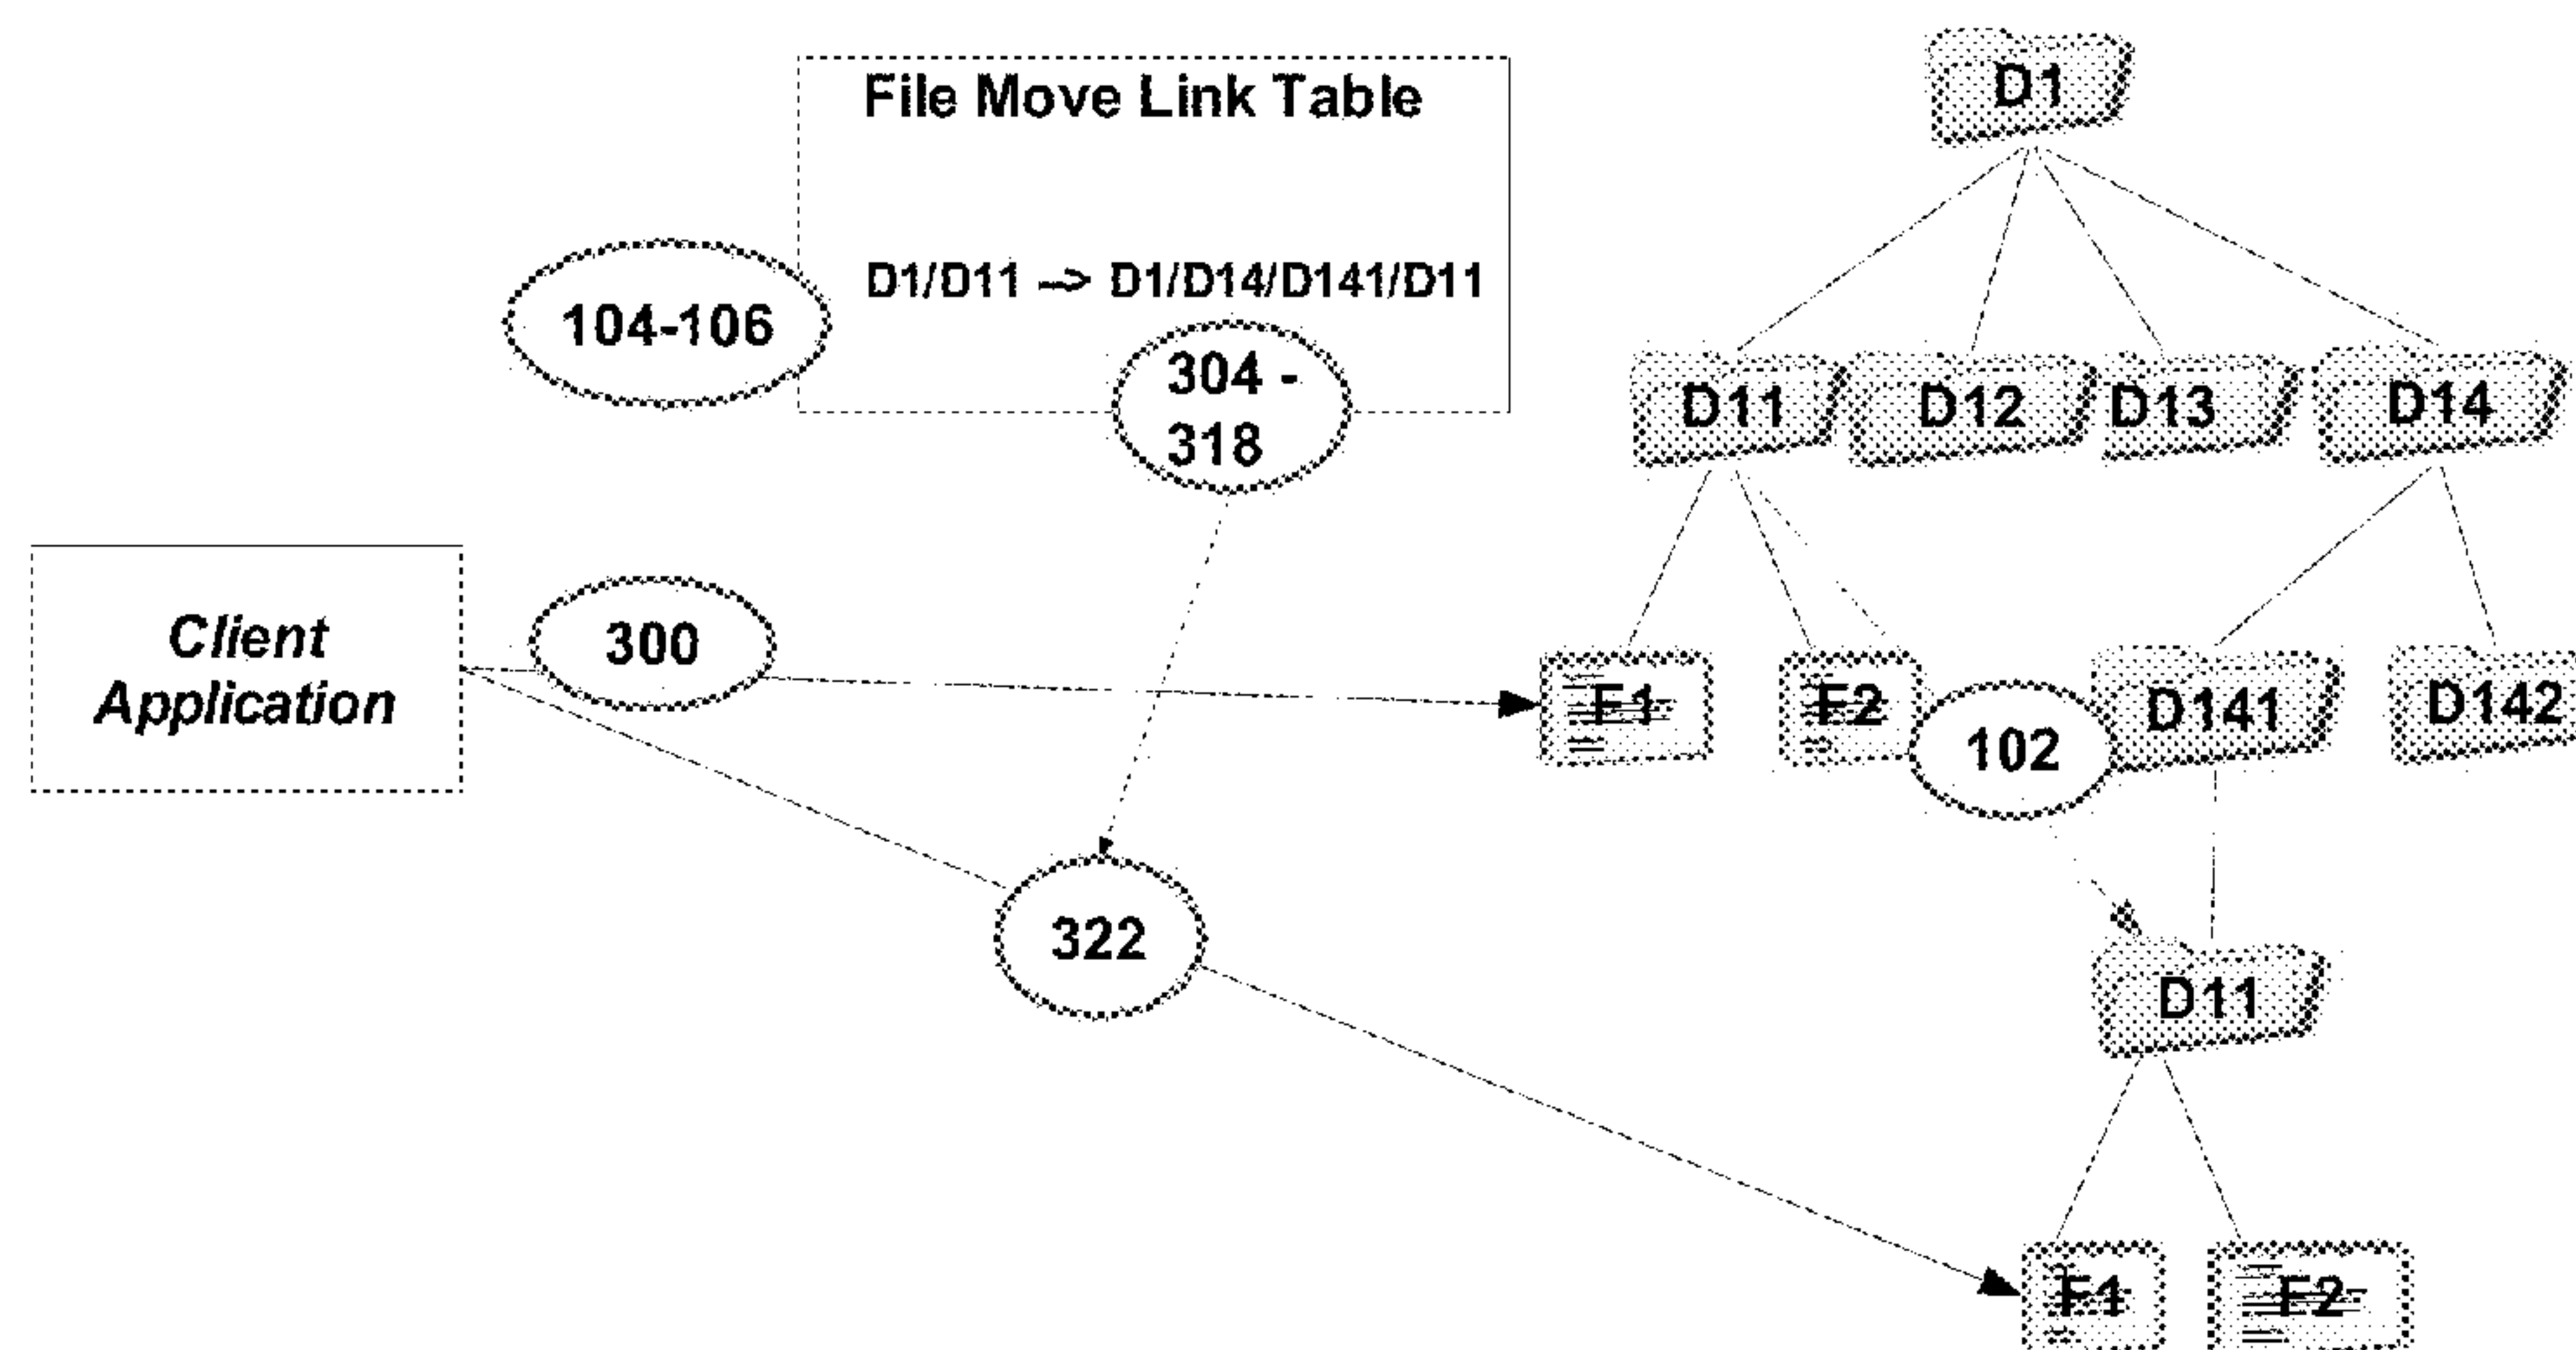 File Move Link Table
D1/D11 --> D1/D14/D141/D11
104-106
304 -
318
Client
Application
300
322
D1
D11
D12
D13
D14
F1
F2
102
D141
D142
D11
F1
F2